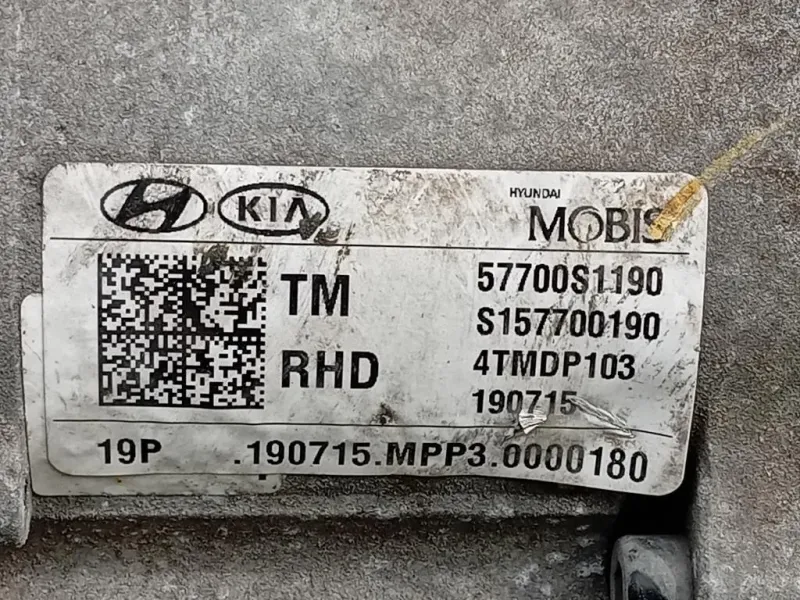 KIA
HYUNDAI
MOBIS
TM
57700S1190
S157700190
RHD
4TMDP103
190715
19P .190715.MPP3.0000180